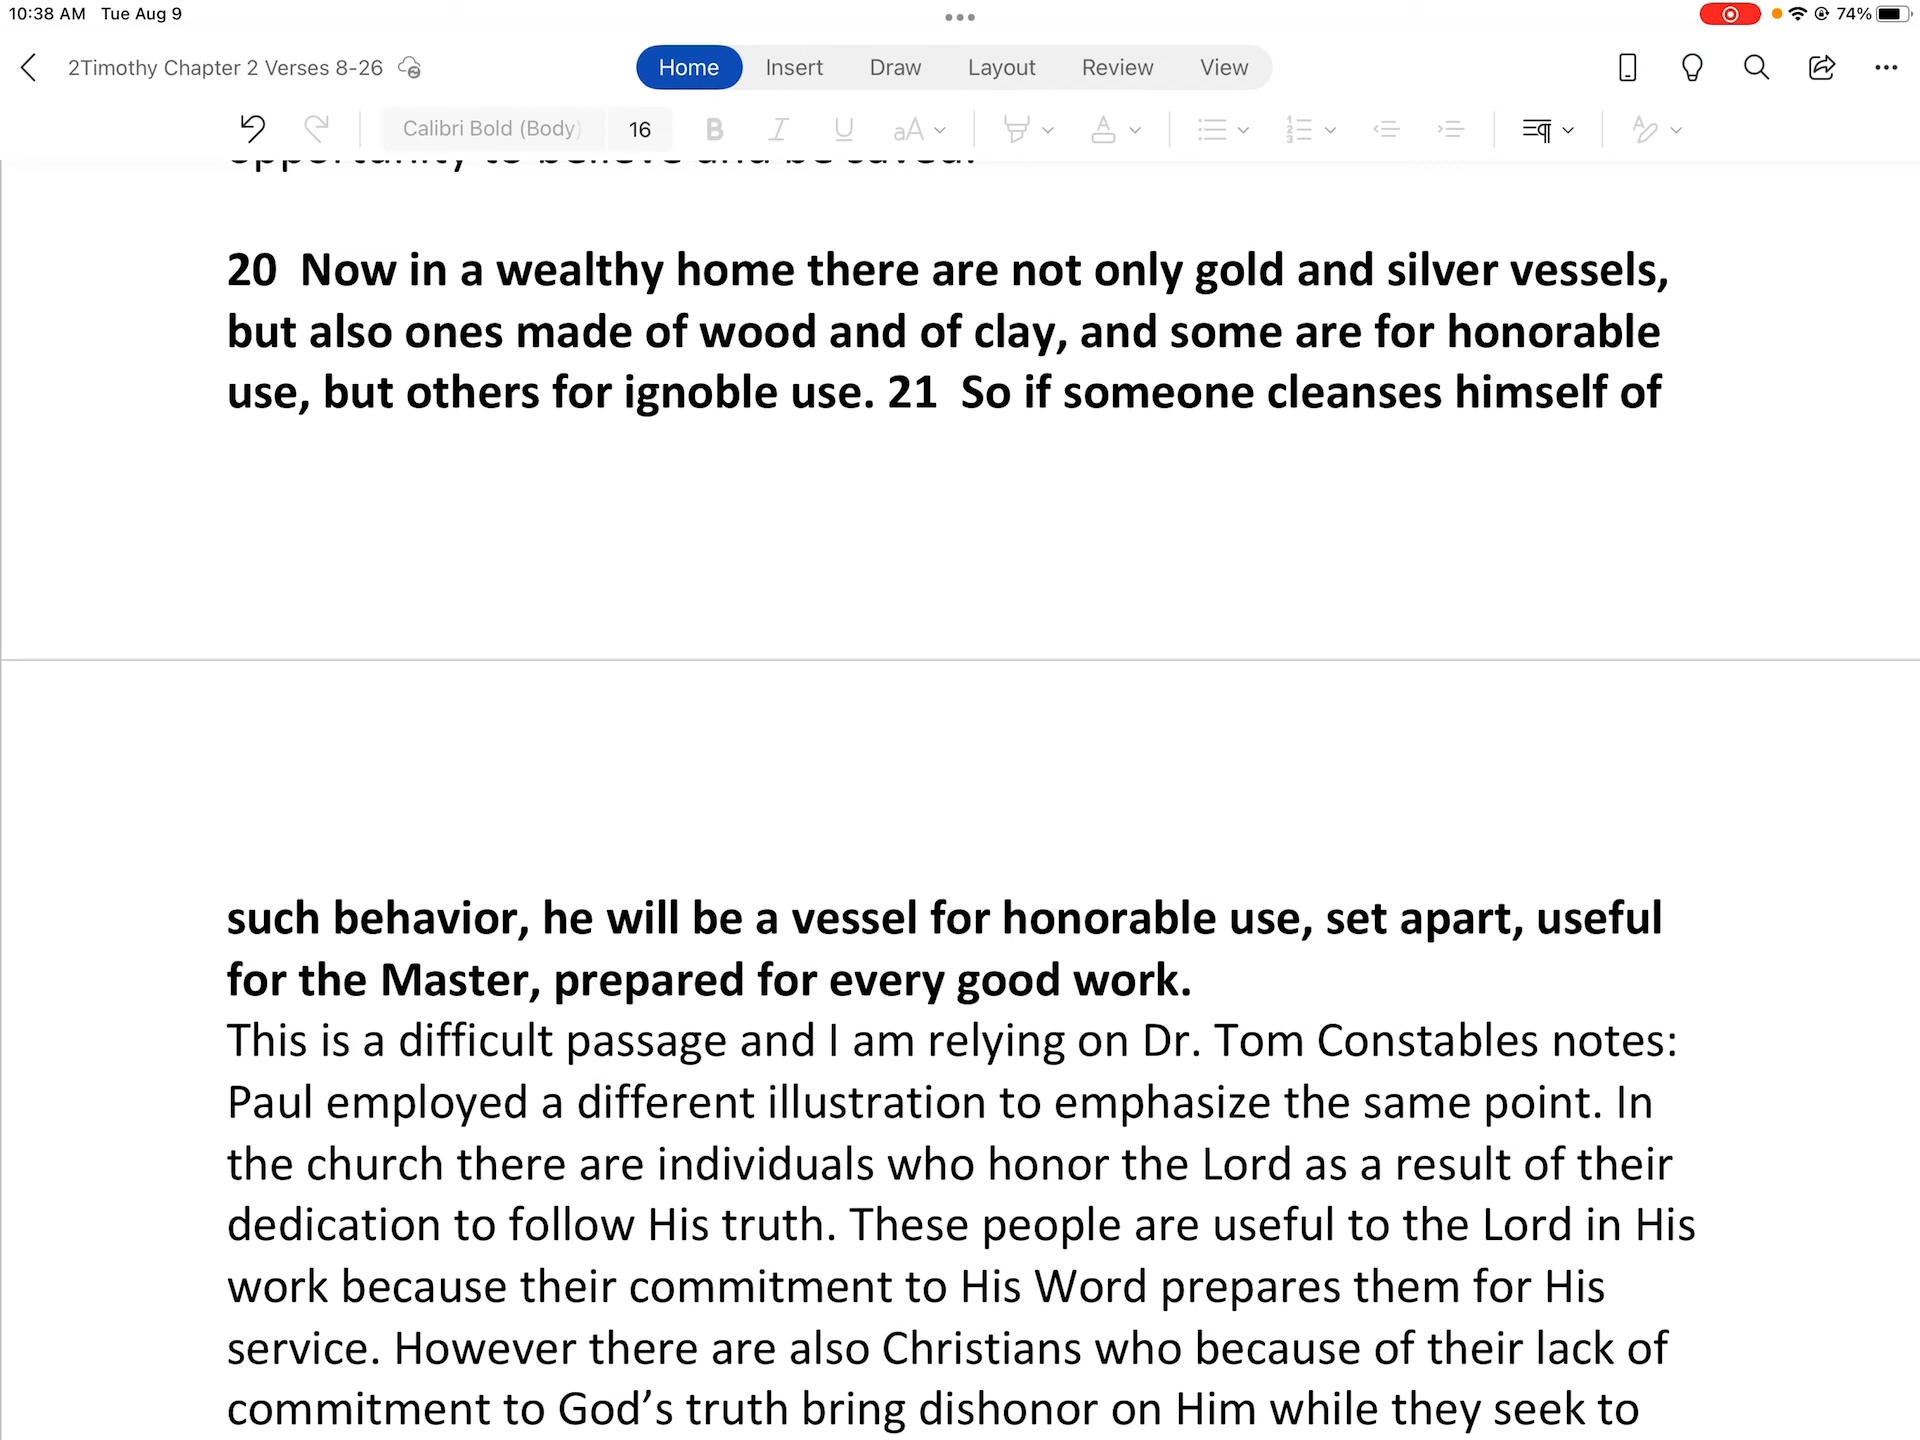 10:38 AM Tue Aug 9
74%
2Timothy Chapter 2 Verses 8-26
Home Insert Draw Layout Review View
Calibri Bold (Body) 16 B I U aA A
opportunity to believe and be saved.
20 Now in a wealthy home there are not only gold and silver vessels,
but also ones made of wood and of clay, and some are for honorable
use, but others for ignoble use. 21 So if someone cleanses himself of
such behavior, he will be a vessel for honorable use, set apart, useful
for the Master, prepared for every good work.
This is a difficult passage and I am relying on Dr. Tom Constables notes:
Paul employed a different illustration to emphasize the same point. In
the church there are individuals who honor the Lord as a result of their
dedication to follow His truth. These people are useful to the Lord in His
work because their commitment to His Word prepares them for His
service. However there are also Christians who because of their lack of
commitment to God’s truth bring dishonor on Him while they seek to